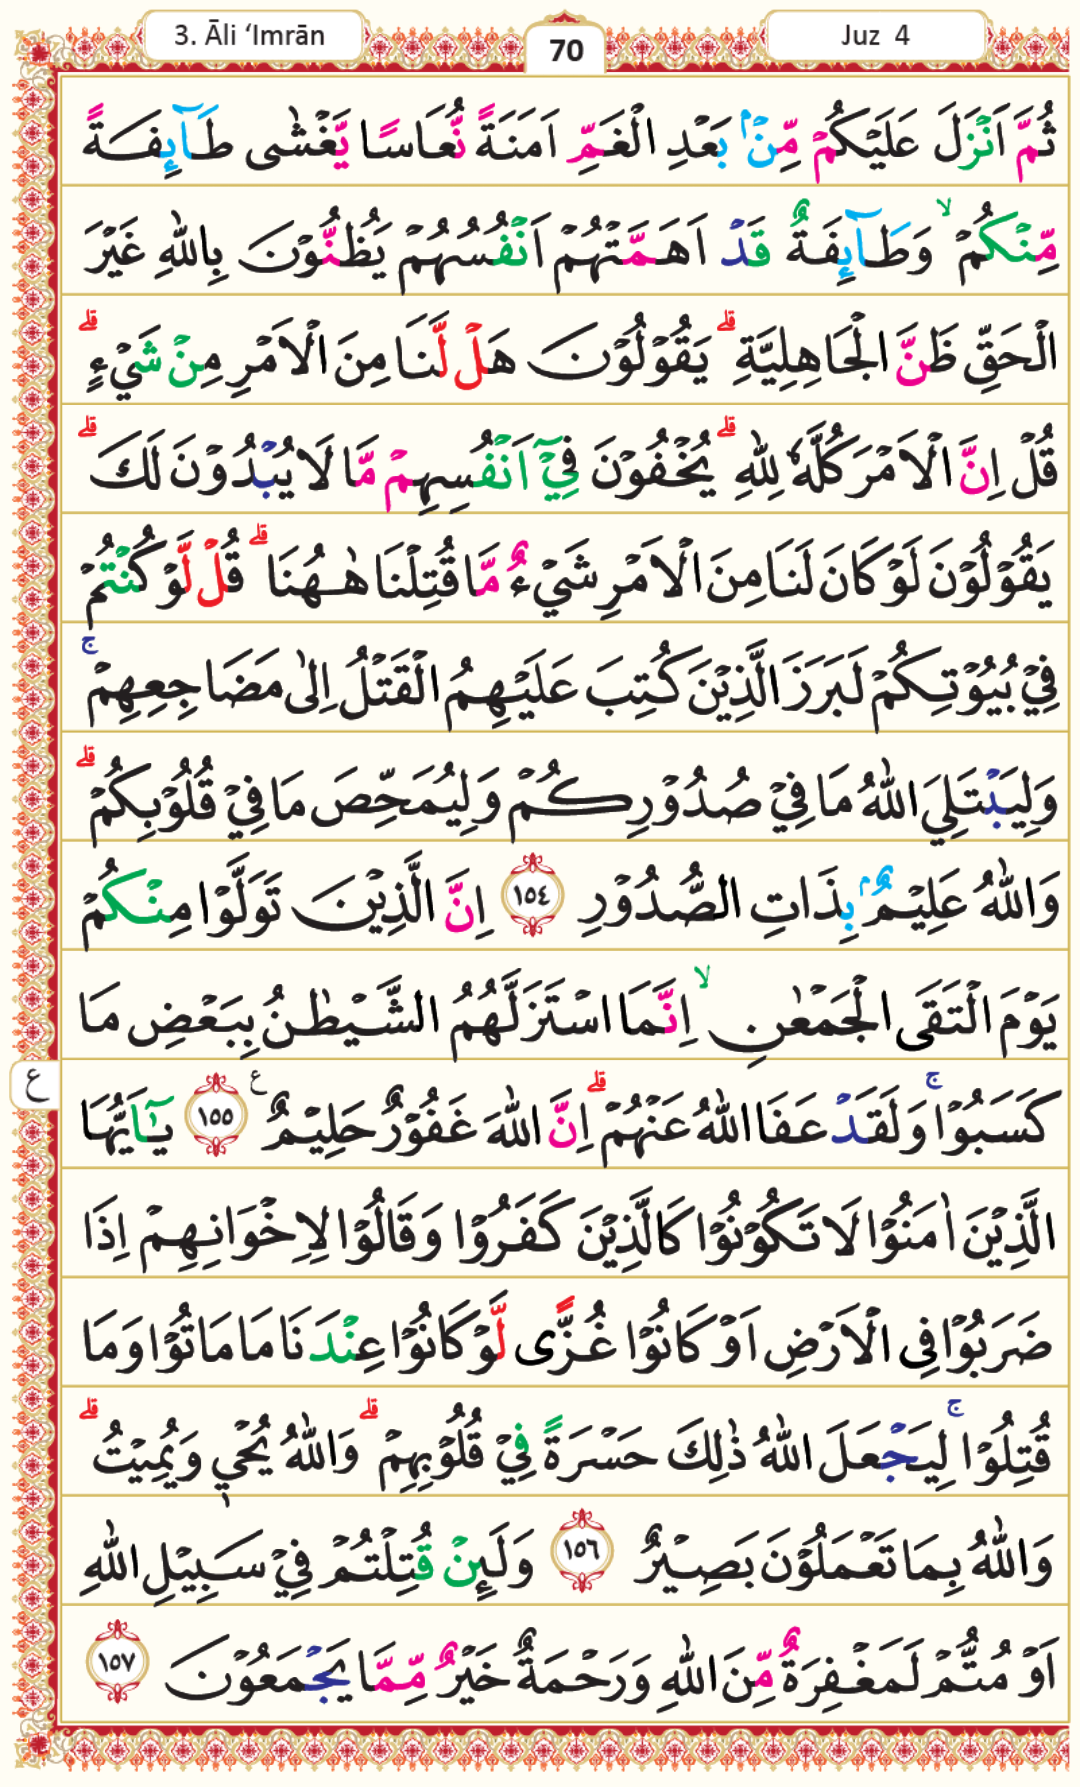 3. Āli ‘Imrān
70
Juz 4
ثُمَّ اَنْزَلَ عَلَيْكُمْ مِّنْۢ بَعْدِ الْغَمِّ اَمَنَةً نُّعَاسًا يَّغْشٰى طَآىِٕفَةً
مِّنْكُمْ ۙ وَطَآىِٕفَةٌ قَدْ اَهَمَّتْهُمْ اَنْفُسُهُمْ يَظُنُّوْنَ بِاللّٰهِ غَيْرَ
الْحَقِّ ظَنَّ الْجَاهِلِيَّةِ ۗ يَقُوْلُوْنَ هَلْ لَّنَا مِنَ الْاَمْرِ مِنْ شَيْءٍ ۗ
قُلْ اِنَّ الْاَمْرَ كُلَّهٗ لِلّٰهِ ۗ يُخْفُوْنَ فِيْٓ اَنْفُسِهِمْ مَّا لَا يُبْدُوْنَ لَكَ ۗ
يَقُوْلُوْنَ لَوْ كَانَ لَنَا مِنَ الْاَمْرِ شَيْءٌ مَّا قُتِلْنَا هٰهُنَا ۗ قُلْ لَّوْ كُنْتُمْ
فِيْ بُيُوْتِكُمْ لَبَرَزَ الَّذِيْنَ كُتِبَ عَلَيْهِمُ الْقَتْلُ اِلٰى مَضَاجِعِهِمْ ۚ
وَلِيَبْتَلِيَ اللّٰهُ مَا فِيْ صُدُوْرِكُمْ وَلِيُمَحِّصَ مَا فِيْ قُلُوْبِكُمْ ۗ
وَاللّٰهُ عَلِيْمٌۢ بِذَاتِ الصُّدُوْرِ ١٥٤ اِنَّ الَّذِيْنَ تَوَلَّوْا مِنْكُمْ
يَوْمَ الْتَقَى الْجَمْعٰنِ ۙ اِنَّمَا اسْتَزَلَّهُمُ الشَّيْطٰنُ بِبَعْضِ مَا
كَسَبُوْا ۚ وَلَقَدْ عَفَا اللّٰهُ عَنْهُمْ ۗ اِنَّ اللّٰهَ غَفُوْرٌ حَلِيْمٌ ࣖ ١٥٥ يٰٓاَيُّهَا
ع
الَّذِيْنَ اٰمَنُوْا لَا تَكُوْنُوْا كَالَّذِيْنَ كَفَرُوْا وَقَالُوْا لِاِخْوَانِهِمْ اِذَا
ضَرَبُوْا فِى الْاَرْضِ اَوْ كَانُوْا غُزًّى لَّوْ كَانُوْا عِنْدَنَا مَا مَاتُوْا وَمَا
قُتِلُوْا ۚ لِيَجْعَلَ اللّٰهُ ذٰلِكَ حَسْرَةً فِيْ قُلُوْبِهِمْ ۗ وَاللّٰهُ يُحْيٖ وَيُمِيْتُ ۗ
وَاللّٰهُ بِمَا تَعْمَلُوْنَ بَصِيْرٌ ١٥٦ وَلَىِٕنْ قُتِلْتُمْ فِيْ سَبِيْلِ اللّٰهِ
اَوْ مُتُّمْ لَمَغْفِرَةٌ مِّنَ اللّٰهِ وَرَحْمَةٌ خَيْرٌ مِّمَّا يَجْمَعُوْنَ ١٥٧